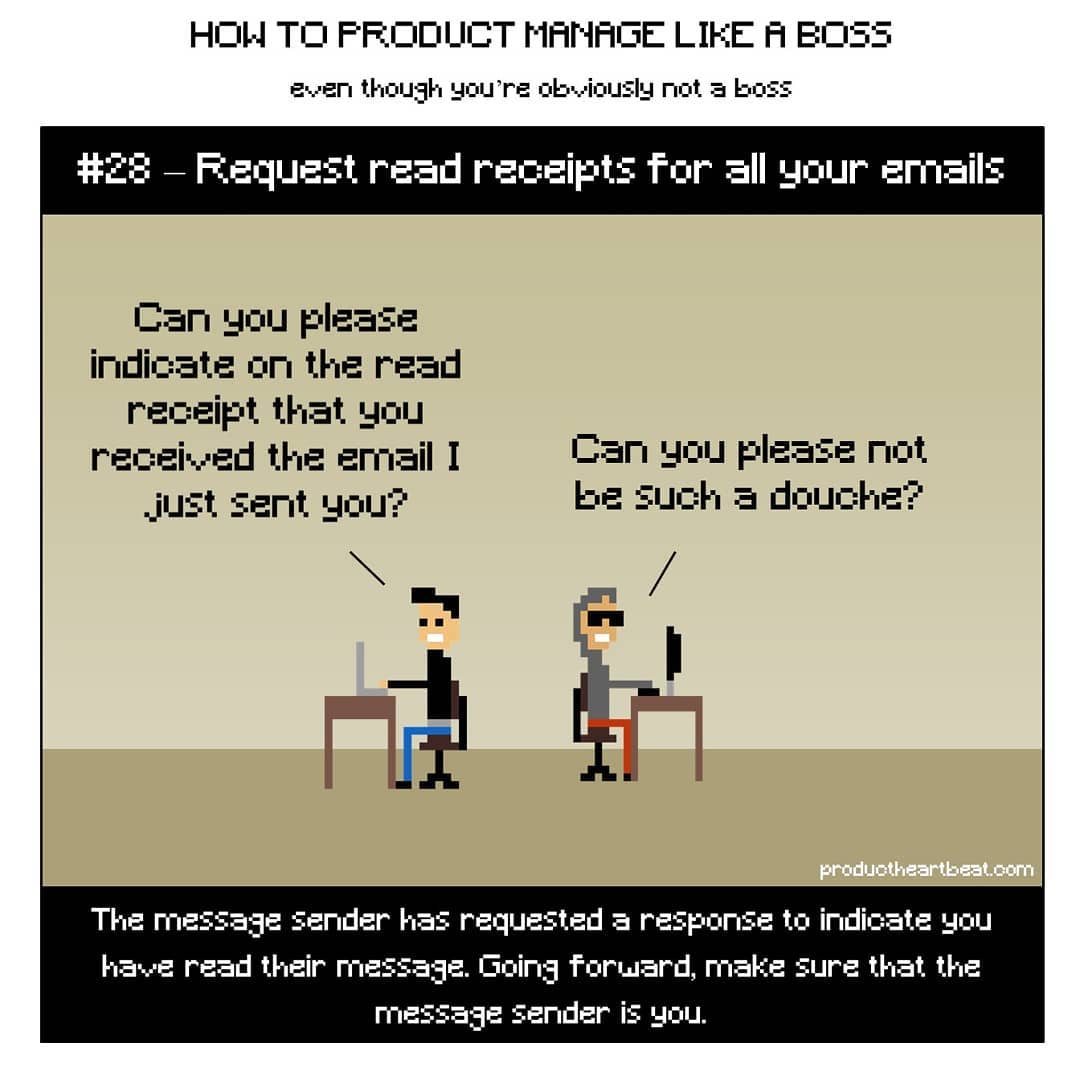 HOW TO PRODUCT MANAGE LIKE A BOSS
even though you're obviously not a boss
#28 – Request read receipts for all your emails
Can you please
indicate on the read
receipt that you
received the email I
just sent you?
Can you please not
be such a douche?
productheartbeat.com
The message sender has requested a response to indicate you
have read their message. Going forward, make sure that the
message sender is you.